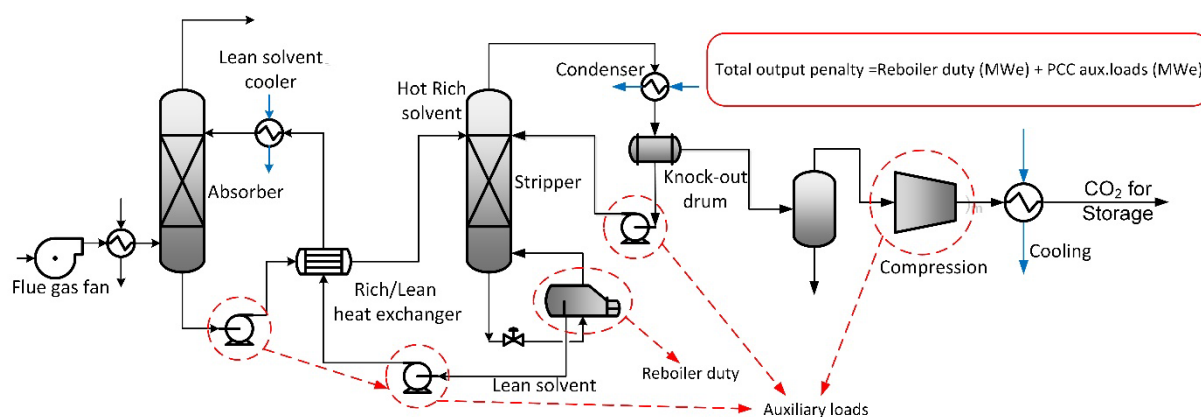 Lean solvent
cooler
Condenser
Total output penalty =Reboiler duty (MWe) + PCC aux.loads (MWe)
Hot Rich
solvent
Absorber
Stripper
Knock-out
drum
CO₂ for
Storage
Flue gas fan
Rich/Lean
heat exchanger
Compression
Cooling
Lean solvent
Reboiler duty
Auxiliary loads